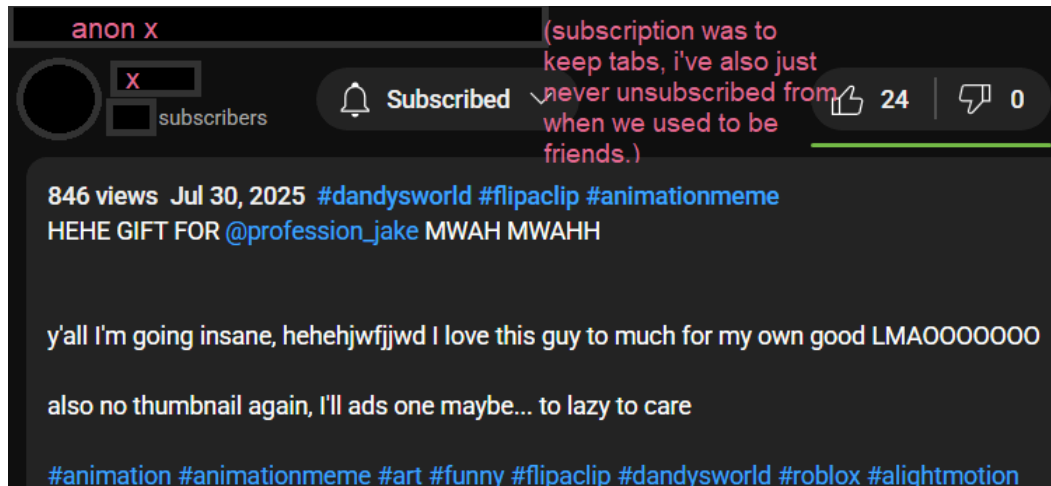 anon x
(subscription was to
keep tabs, i've also just
never unsubscribed from
when we used to be
friends.)
x
subscribers
Subscribed
24
0
846 views Jul 30, 2025 #dandysworld #flipaclip #animationmeme
HEHE GIFT FOR @profession_jake MWAH MWAHH
y'all I'm going insane, hehehjwfjjwd I love this guy to much for my own good LMAOOOOOOO
also no thumbnail again, I'll ads one maybe... to lazy to care
#animation #animationmeme #art #funny #flipaclip #dandysworld #roblox #alightmotion